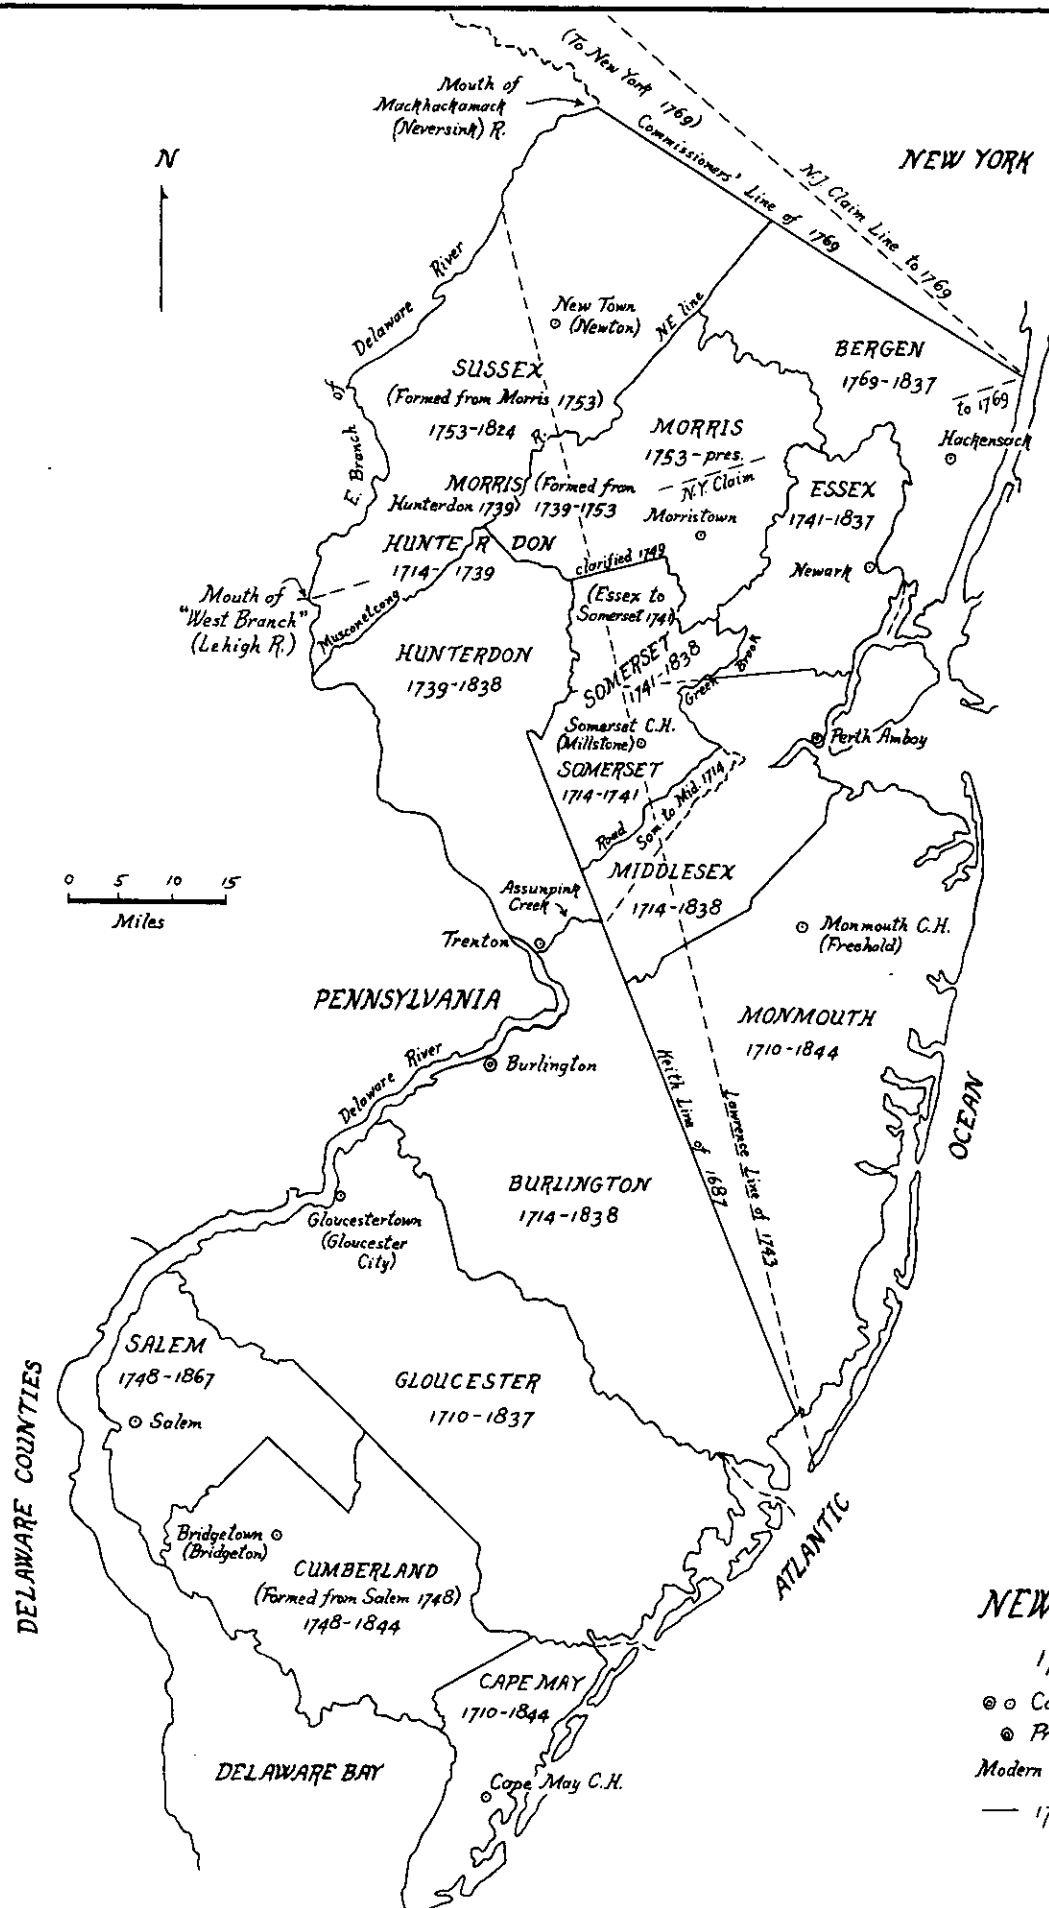 (To New York 1769)
Mouth of
Machhackamack
(Neversink) R.
Commissioners' Line of 1769
N.J. Claim Line to 1769
NEW YORK
N
Delaware River
E. Branch of
New Town
(Newton)
NE line
BERGEN
1769-1837
to 1769
Hackensack
SUSSEX
(Formed from Morris 1753)
1753-1824
R.
MORRIS
1753-pres.
N.Y. Claim
Morristown
ESSEX
1741-1837
Newark
MORRIS (Formed from
Hunterdon 1739) 1739-1753
HUNTERDON
1714-1739
clarified 1749
(Essex to
Somerset 1741)
Mouth of
"West Branch"
(Lehigh R.)
Musconetcong
HUNTERDON
1739-1838
SOMERSET
1741-1838
Green Brook
Somerset C.H.
(Millstone)
Perth Amboy
SOMERSET
1714-1741
Road
Som. to Mid. 1714
MIDDLESEX
1714-1838
0 5 10 15
Miles
Assunpink
Creek
Trenton
Monmouth C.H.
(Freehold)
PENNSYLVANIA
MONMOUTH
1710-1844
Delaware River
Burlington
Keith Line of 1687
Lawrence Line of 1743
OCEAN
BURLINGTON
1714-1838
Gloucestertown
(Gloucester
City)
SALEM
1748-1867
Salem
GLOUCESTER
1710-1837
DELAWARE COUNTIES
Bridgetown
(Bridgeton)
CUMBERLAND
(Formed from Salem 1748)
1748-1844
ATLANTIC
CAPE MAY
1710-1844
DELAWARE BAY
Cape May C.H.
NEW
1
Co
Pr
Modern
17